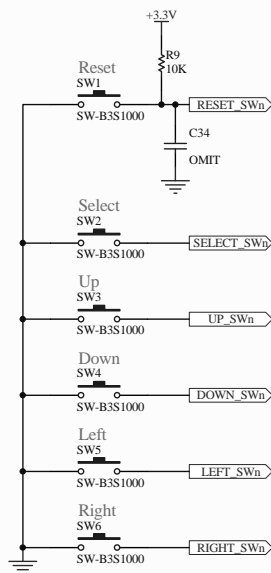 +3.3V
R9
10K
Reset
SW1
SW-B3S1000
RESET_SWn
C34
OMIT
Select
SW2
SW-B3S1000
SELECT_SWn
Up
SW3
SW-B3S1000
UP_SWn
Down
SW4
SW-B3S1000
DOWN_SWn
Left
SW5
SW-B3S1000
LEFT_SWn
Right
SW6
SW-B3S1000
RIGHT_SWn